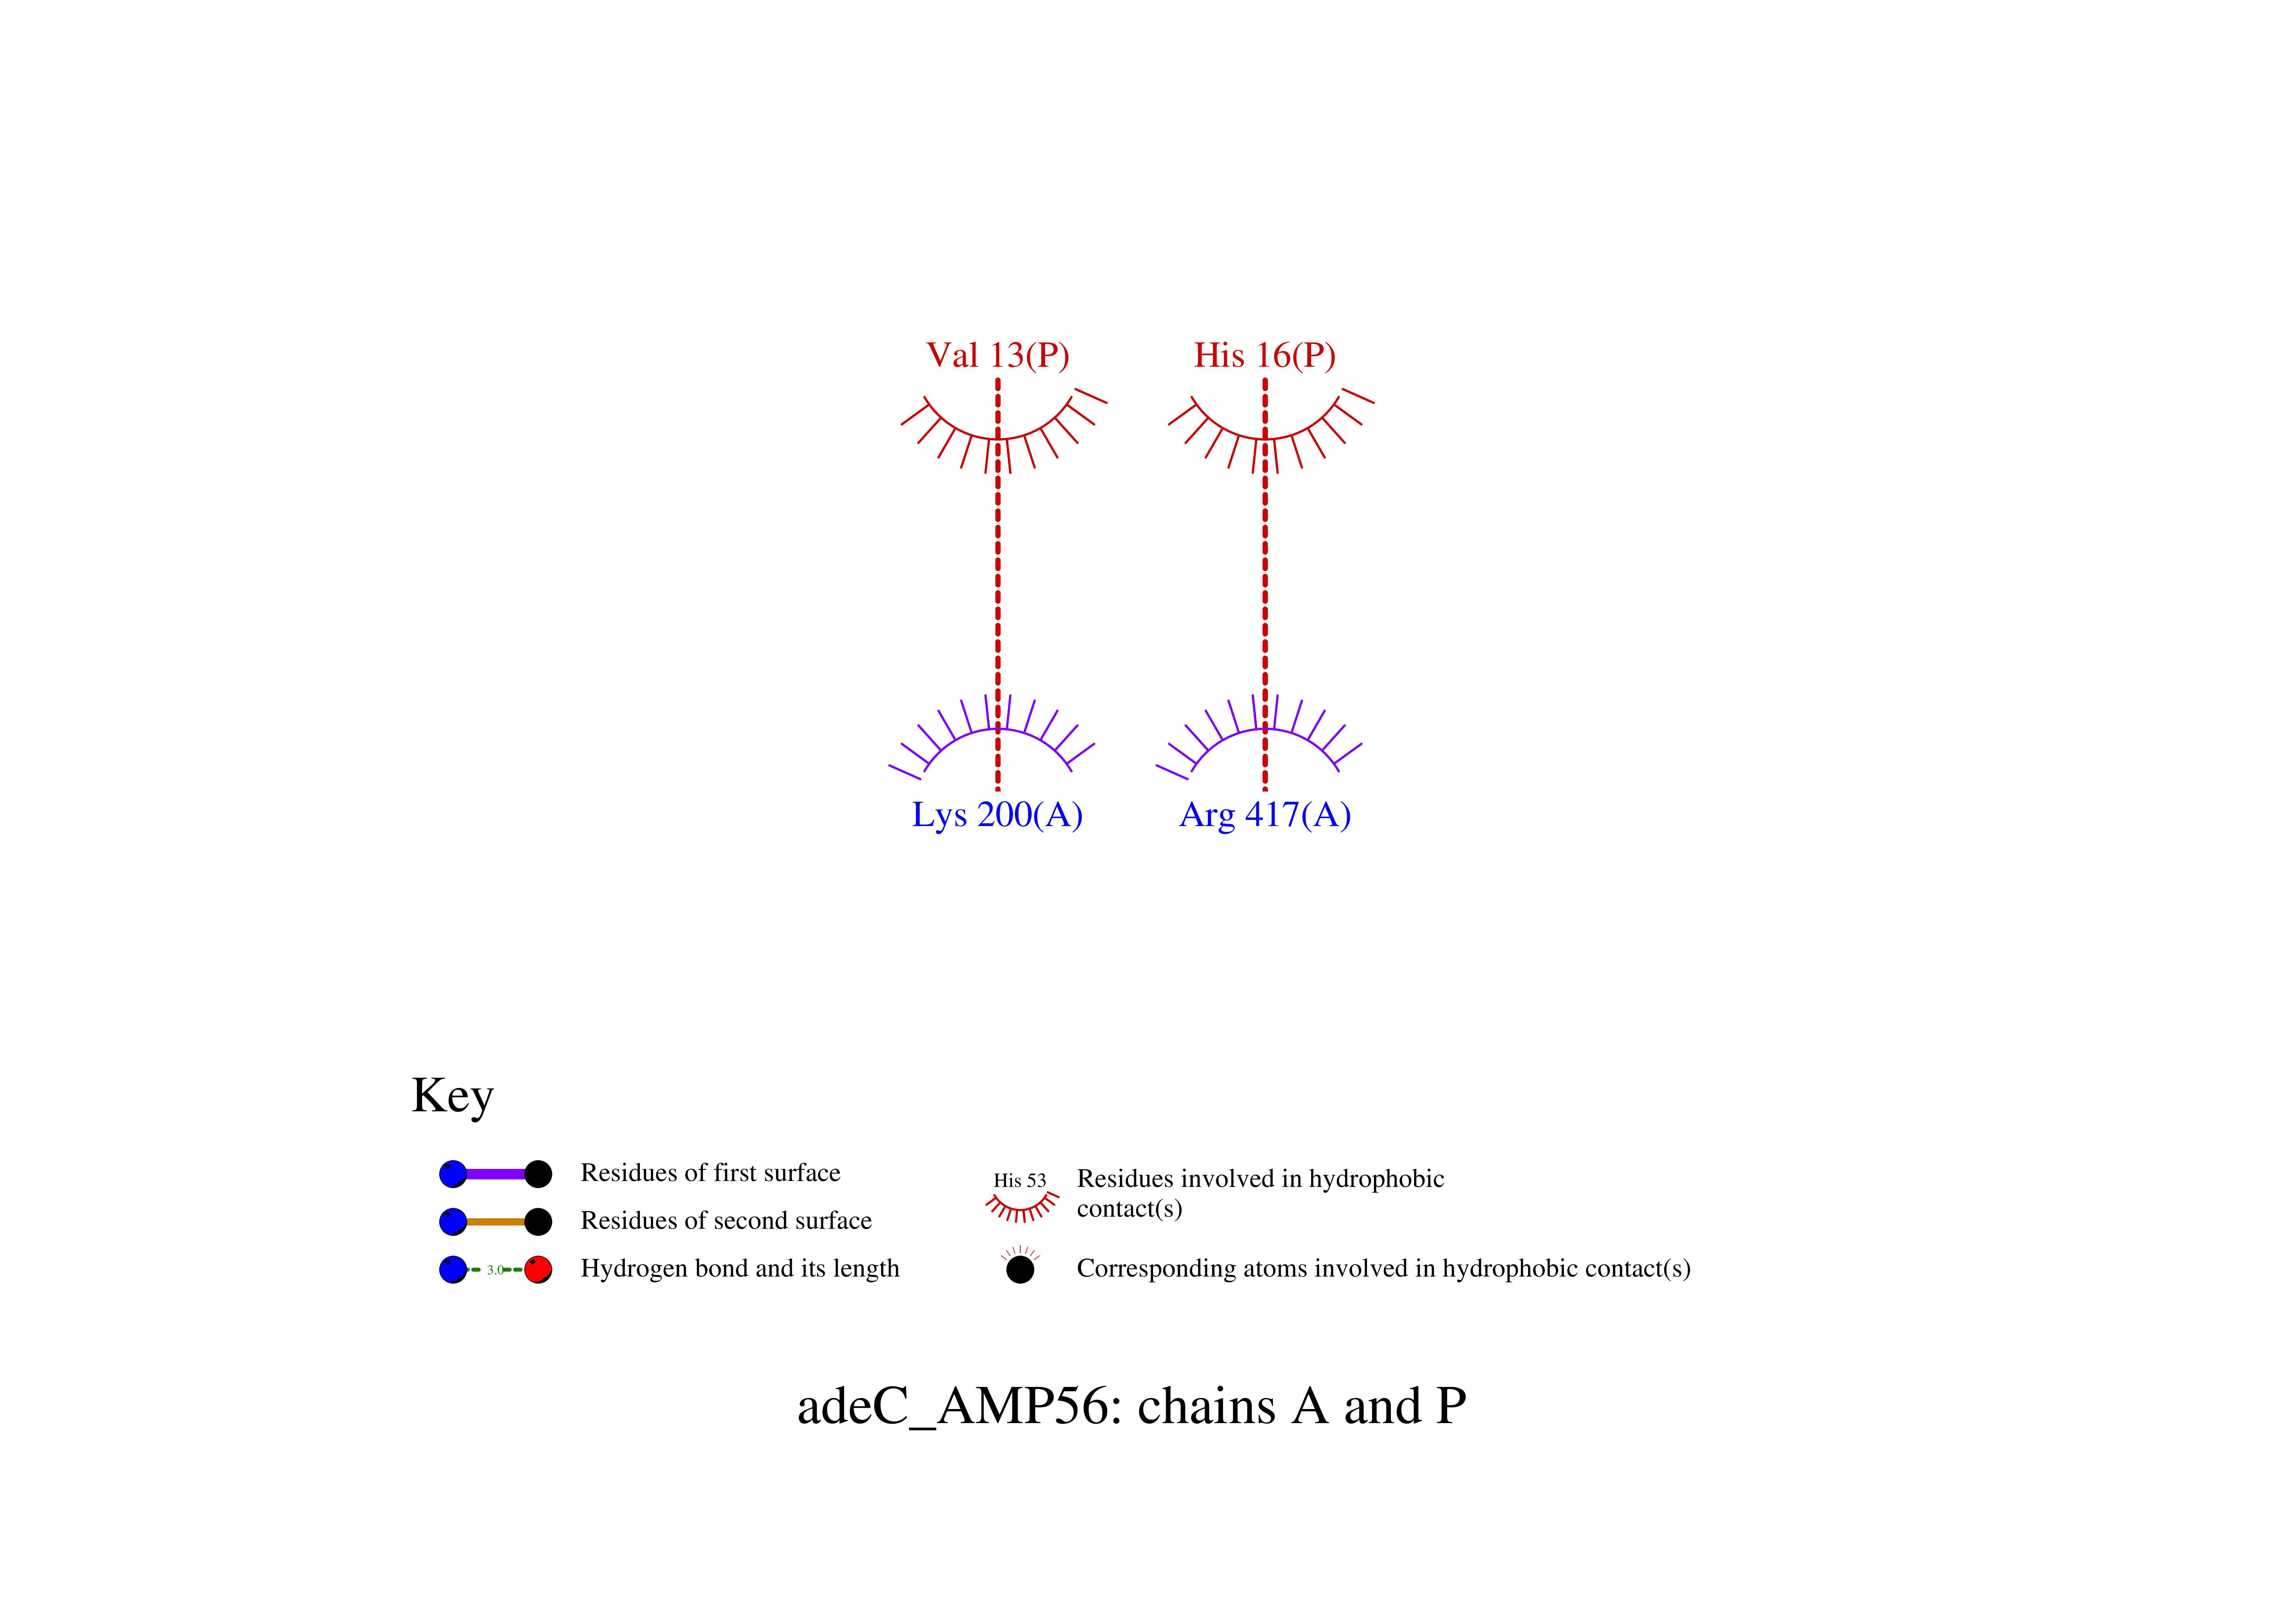 Val 13(P) His 16(P)
Lys 200(A) Arg 417(A)
Key
Residues of first surface
Residues of second surface
3.0 Hydrogen bond and its length
His 53 Residues involved in hydrophobic
contact(s)
Corresponding atoms involved in hydrophobic contact(s)
adeC_AMP56: chains A and P